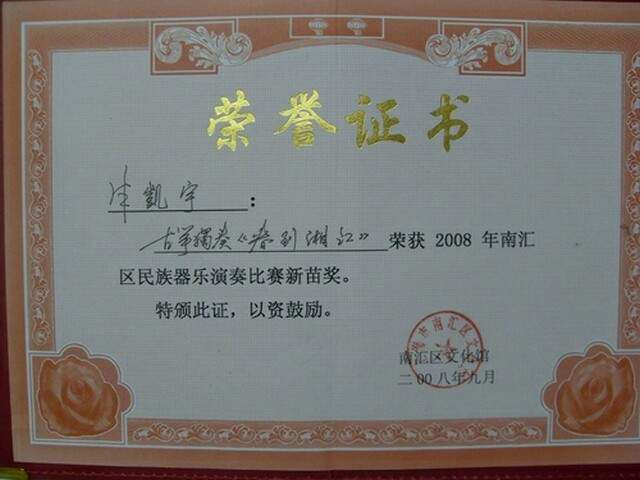 荣誉证书
凯宇：
古筝独奏《春到湘江》荣获 2008 年南汇
区民族器乐演奏比赛新苗奖。
特颁此证，以资鼓励。
南汇区文化馆
二00八年九月